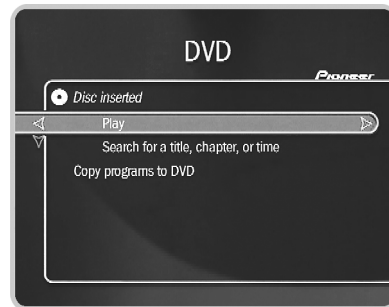 DVD
Pioneer
Disc inserted
Play
Search for a title, chapter, or time
Copy programs to DVD